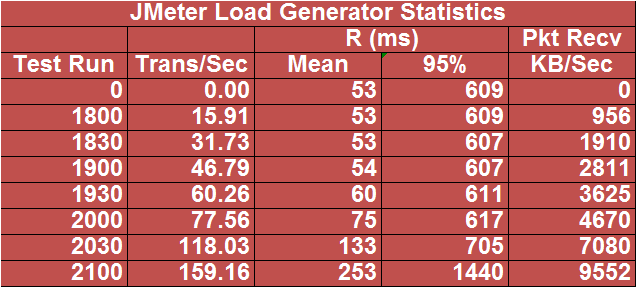 JMeter Load Generator Statistics
R (ms) Pkt Recv
Test Run Trans/Sec Mean 95% KB/Sec
0 0.00 53 609 0
1800 15.91 53 609 956
1830 31.73 53 607 1910
1900 46.79 54 607 2811
1930 60.26 60 611 3625
2000 77.56 75 617 4670
2030 118.03 133 705 7080
2100 159.16 253 1440 9552